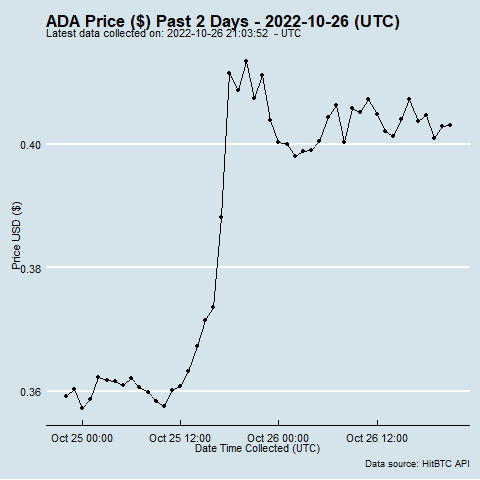 ADA Price ($) Past 2 Days - 2022-10-26 (UTC)
Latest data collected on: 2022-10-26 21:03:52 - UTC
0.40
0.38
0.36
Price USD ($)
Oct 25 00:00 Oct 25 12:00 Oct 26 00:00 Oct 26 12:00
Date Time Collected (UTC)
Data source: HitBTC API